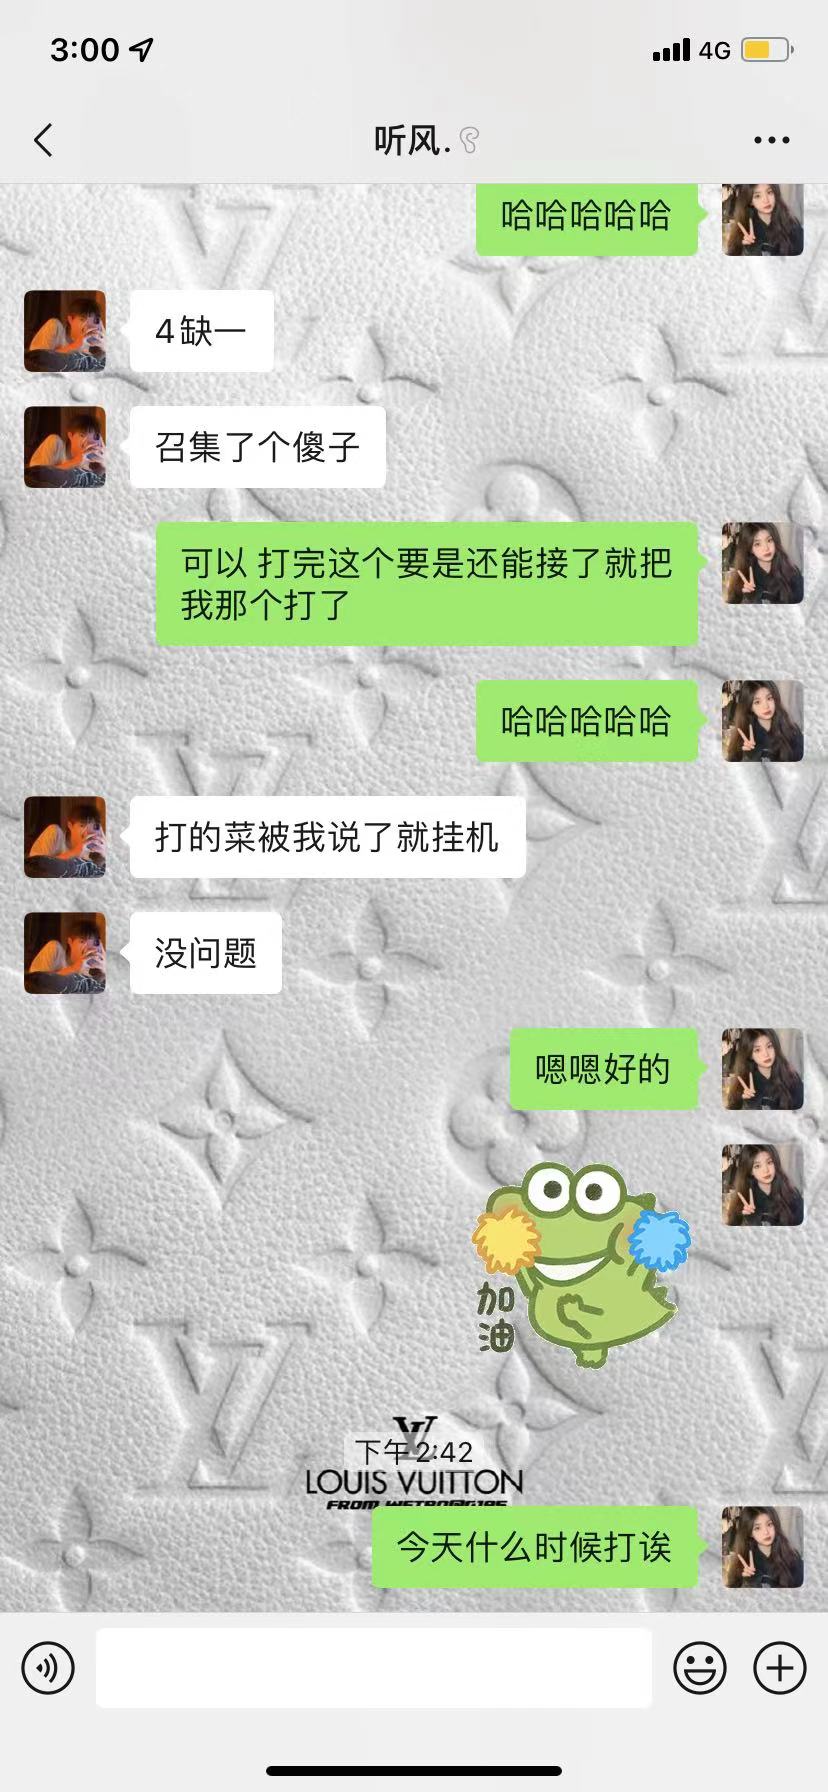 3:00
4G
听风.
哈哈哈哈哈
4缺一
召集了个傻子
可以 打完这个要是还能接了就把
我那个打了
哈哈哈哈哈
打的菜被我说了就挂机
没问题
嗯嗯好的
加
油
下午 2:42
LOUIS VUITTON
今天什么时候打诶